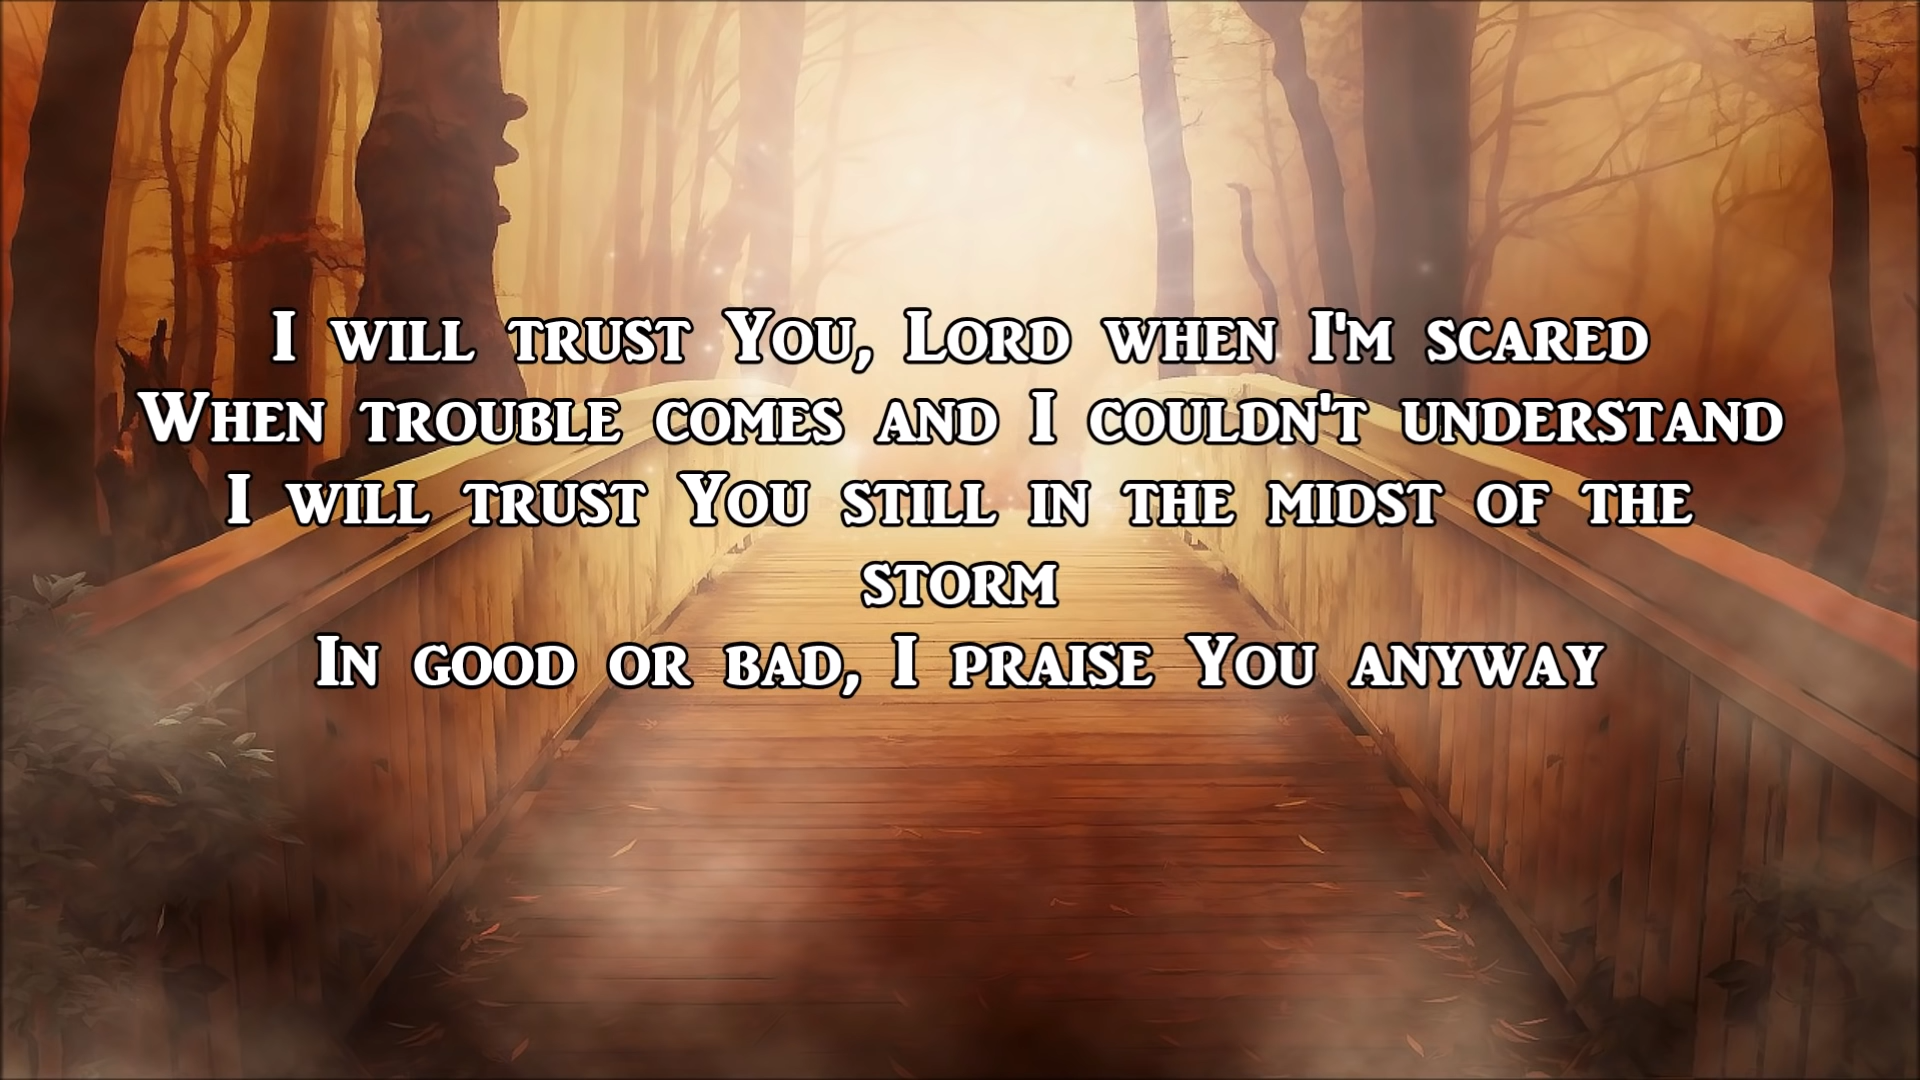 I will trust You, Lord when I'm scared
When trouble comes and I couldn't understand
I will trust You still in the midst of the
storm
In good or bad, I praise You anyway